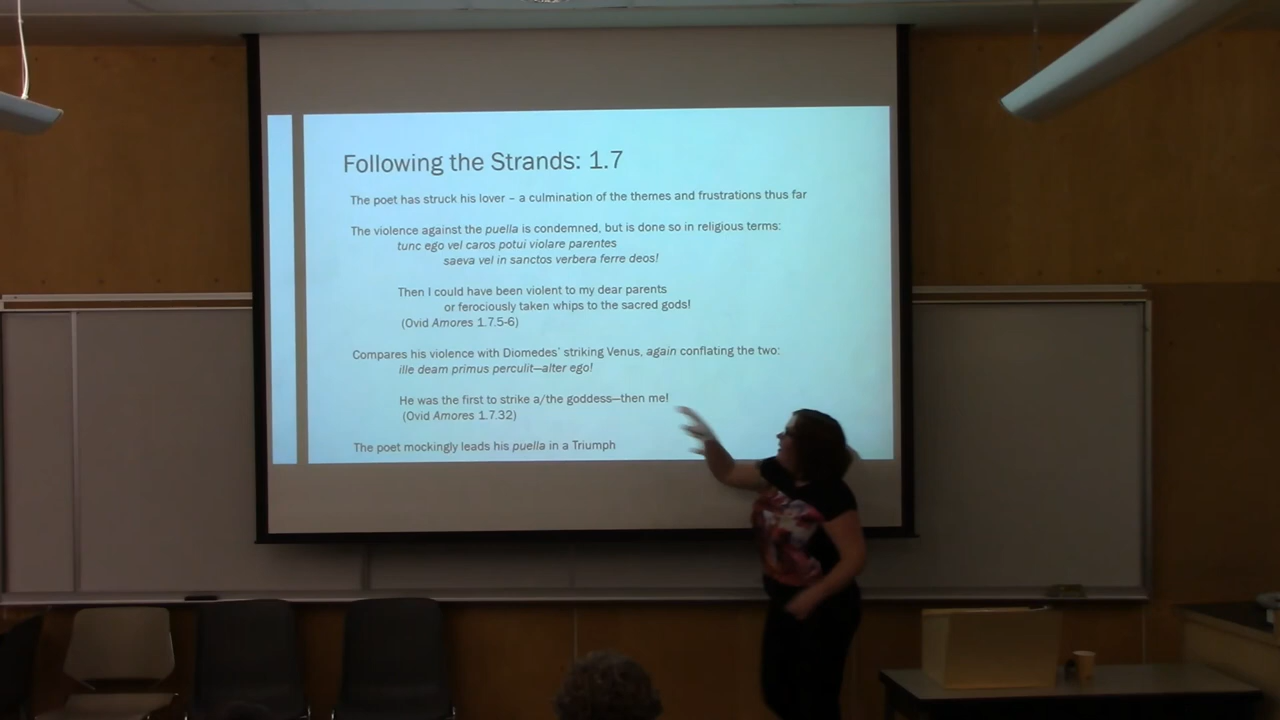 Following the Strands: 1.7
The poet has struck his lover – a culmination of the themes and frustrations thus far
The violence against the puella is condemned, but is done so in religious terms:
tunc ego vel caros potui violare parentes
saeva vel in sanctos verbera ferre deos!
Then I could have been violent to my dear parents
or ferociously taken whips to the sacred gods!
(Ovid Amores 1.7.5-6)
Compares his violence with Diomedes' striking Venus, again conflating the two:
ille deam primus perculit—alter ego!
He was the first to strike a/the goddess—then me!
(Ovid Amores 1.7.32)
The poet mockingly leads his puella in a Triumph